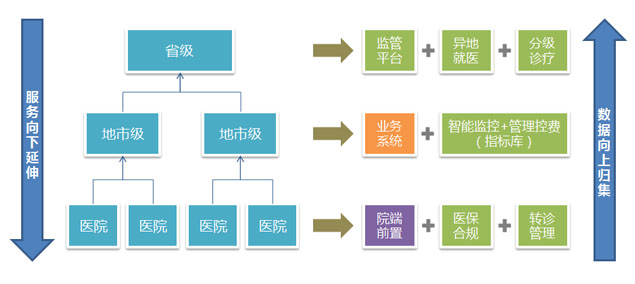 服务向下延伸
省级
监管
平台
+
异地
就医
+
分级
诊疗
地市级
地市级
业务
系统
+
智能监控+管理控费
（指标库）
医院
医院
医院
医院
院端
前置
+
医保
合规
+
转诊
管理
数据向上归集